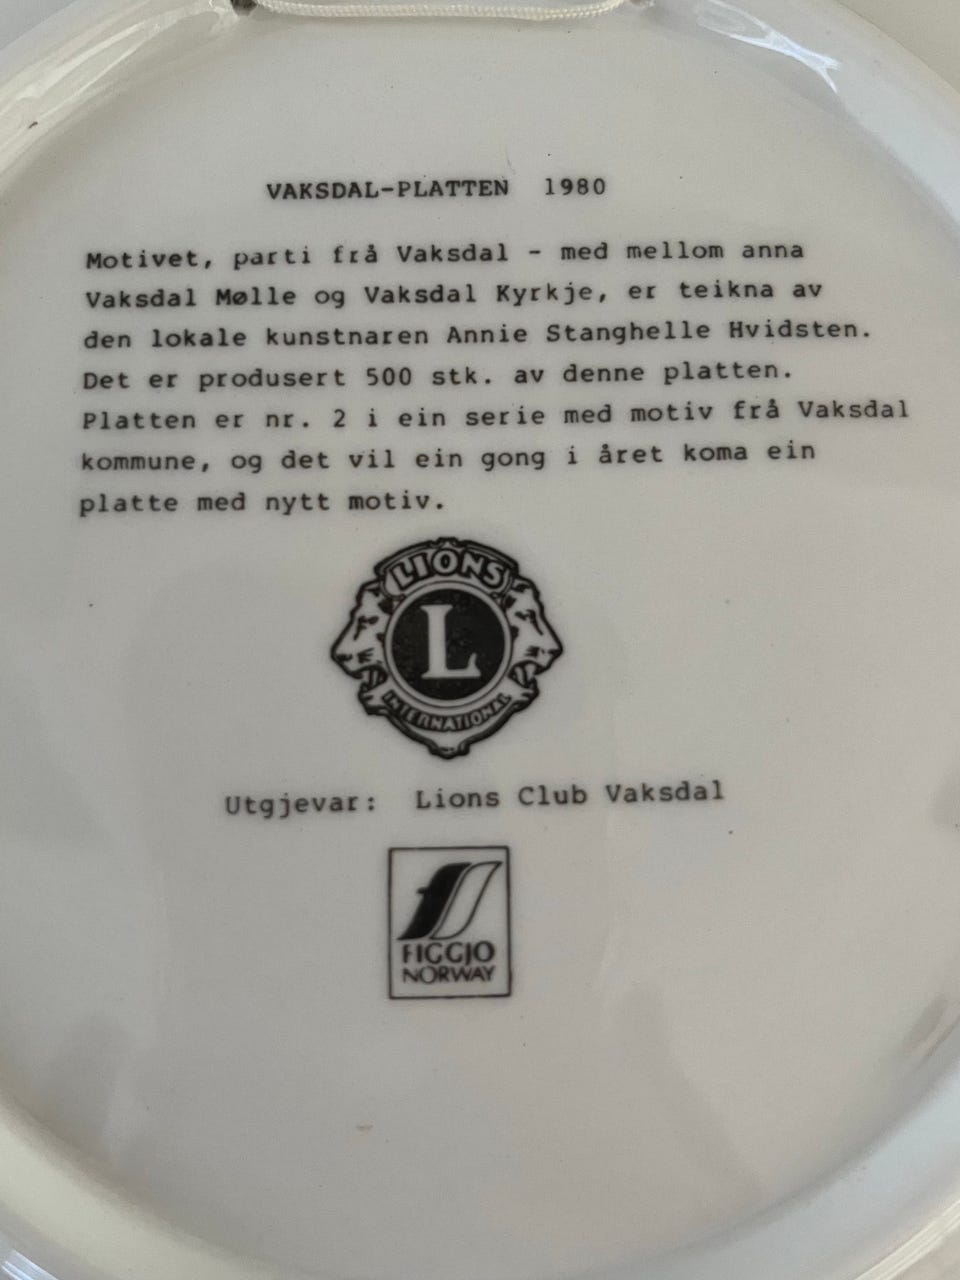 VAKSDAL-PLATTEN 1980
Motivet, parti frå Vaksdal - med mellom anna
Vaksdal Mølle og Vaksdal Kyrkje, er teikna av
den lokale kunstnaren Annie Stanghelle Hvidsten.
Det er produsert 500 stk. av denne platten.
Platten er nr. 2 i ein serie med motiv frå Vaksdal
kommune, og det vil ein gong i året koma ein
platte med nytt motiv.
LIONS
L
INTERNATIONAL
Utgjevar: Lions Club Vaksdal
FIGGJO
NORWAY